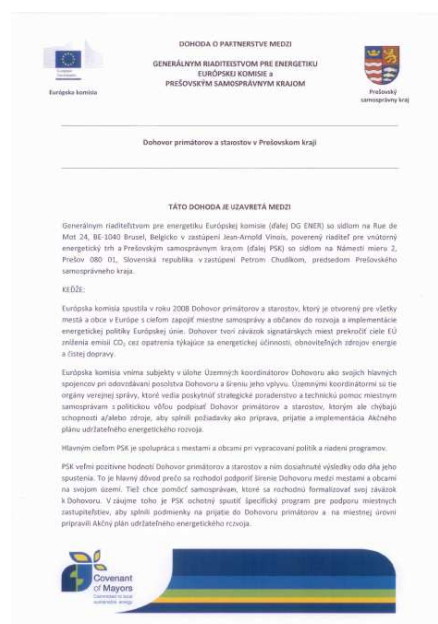 DOHODA O PARTNERSTVE MEDZI
GENERÁLNYM RIADITEĽSTVOM PRE ENERGETIKU
EURÓPSKEJ KOMISIE a
PREŠOVSKÝM SAMOSPRÁVNYM KRAJOM
Európska komisia
Prešovský
samosprávny kraj
Dohovor primátorov a starostov v Prešovskom kraji
TÁTO DOHODA JE UZAVRETÁ MEDZI
Generálnym riaditeľstvom pre energetiku Európskej komisie (ďalej DG ENER) so sídlom na Rue de
Mot 24, BE-1040 Brusel, Belgicko v zastúpení Jean-Arnold Vinois, poverený riaditeľ pre vnútorný
energetický trh a Prešovským samosprávnym krajom (ďalej PSK) so sídlom na Námestí mieru 2,
Prešov 080 01, Slovenská republika v zastúpení Petrom Chudíkom, predsedom Prešovského
samosprávneho kraja.
KEĎŽE:
Európska komisia spustila v roku 2008 Dohovor primátorov a starostov, ktorý je otvorený pre všetky
mestá a obce v Európe s cieľom zapojiť miestne samosprávy a občanov do rozvoja a implementácie
energetickej politiky Európskej únie. Dohovor tvorí záväzok signatárskych miest prekročiť ciele EÚ
zníženia emisií CO₂ cez opatrenia týkajúce sa energetickej účinnosti, obnoviteľných zdrojov energie
a čistej dopravy.
Európska komisia vníma subjekty v úlohe Územných koordinátorov Dohovoru ako svojich hlavných
spojencov pri odovzdávaní posolstva Dohovoru a šíreniu jeho vplyvu. Územnými koordinátormi sú tie
orgány verejnej správy, ktoré vedia poskytnúť strategické poradenstvo a technickú pomoc miestnym
samosprávam s politickou vôľou podpísať Dohovor primátorov a starostov, ktorým ale chýbajú
schopnosti a/alebo zdroje, aby splnili požiadavky ako príprava, prijatie a implementácia Akčného
plánu udržateľného energetického rozvoja.
Hlavným cieľom PSK je spolupráca s mestami a obcami pri vypracovaní politík a riadení programov.
PSK veľmi pozitívne hodnotí Dohovor primátorov a starostov a ním dosiahnuté výsledky odo dňa jeho
spustenia. To je hlavný dôvod prečo sa rozhodol podporiť šírenie Dohovoru medzi mestami a obcami
na svojom území. Tiež chce pomôcť samosprávam, ktoré sa rozhodnú formalizovať svoj záväzok
k Dohovoru. V záujme toho je PSK ochotný spustiť špecifický program pre podporu miestnych
zastupiteľstiev, aby splnili podmienky na prijatie do Dohovoru primátorov a na miestnej úrovni
pripravili Akčný plán udržateľného energetického rozvoja.
Covenant
of Mayors
Committed to local
sustainable energy